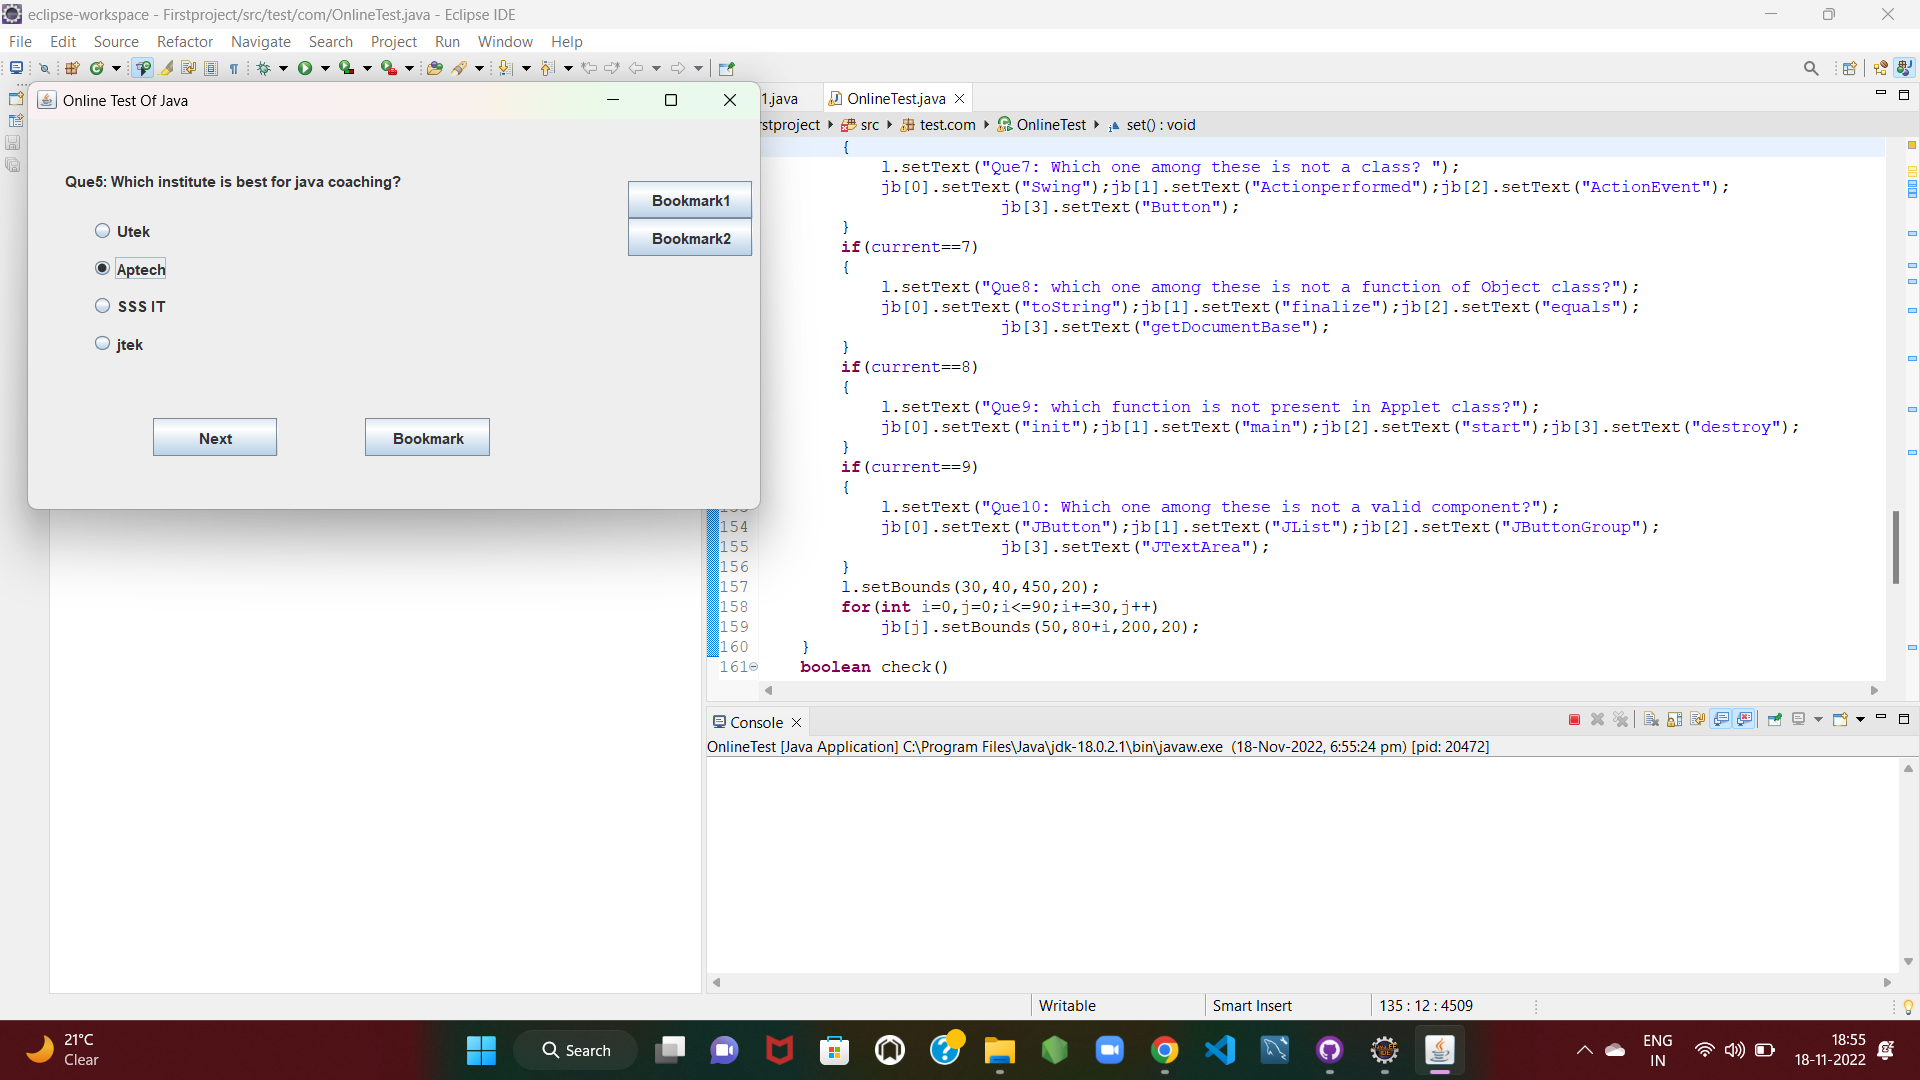 eclipse-workspace - Firstproject/src/test/com/OnlineTest.java - Eclipse IDE
File Edit Source Refactor Navigate Search Project Run Window Help
Online Test Of Java
Que5: Which institute is best for java coaching?
Utek
Aptech
SSS IT
jtek
Bookmark1
Bookmark2
Next Bookmark
1.java OnlineTest.java
rstproject src test.com OnlineTest set() : void
{
l.setText("Que7: Which one among these is not a class? ");
jb[0].setText("Swing");jb[1].setText("Actionperformed");jb[2].setText("ActionEvent");
jb[3].setText("Button");
}
if(current==7)
{
l.setText("Que8: which one among these is not a function of Object class?");
jb[0].setText("toString");jb[1].setText("finalize");jb[2].setText("equals");
jb[3].setText("getDocumentBase");
}
if(current==8)
{
l.setText("Que9: which function is not present in Applet class?");
jb[0].setText("init");jb[1].setText("main");jb[2].setText("start");jb[3].setText("destroy");
}
if(current==9)
{
l.setText("Que10: Which one among these is not a valid component?");
154 jb[0].setText("JButton");jb[1].setText("JList");jb[2].setText("JButtonGroup");
155 jb[3].setText("JTextArea");
156 }
157 l.setBounds(30,40,450,20);
158 for(int i=0,j=0;i<=90;i+=30,j++)
159 jb[j].setBounds(50,80+i,200,20);
160 }
161 boolean check()
Console
OnlineTest [Java Application] C:\Program Files\Java\jdk-18.0.2.1\bin\javaw.exe (18-Nov-2022, 6:55:24 pm) [pid: 20472]
Writable Smart Insert 135 : 12 : 4509
21°C
Clear
Search
ENG
IN
18:55
18-11-2022